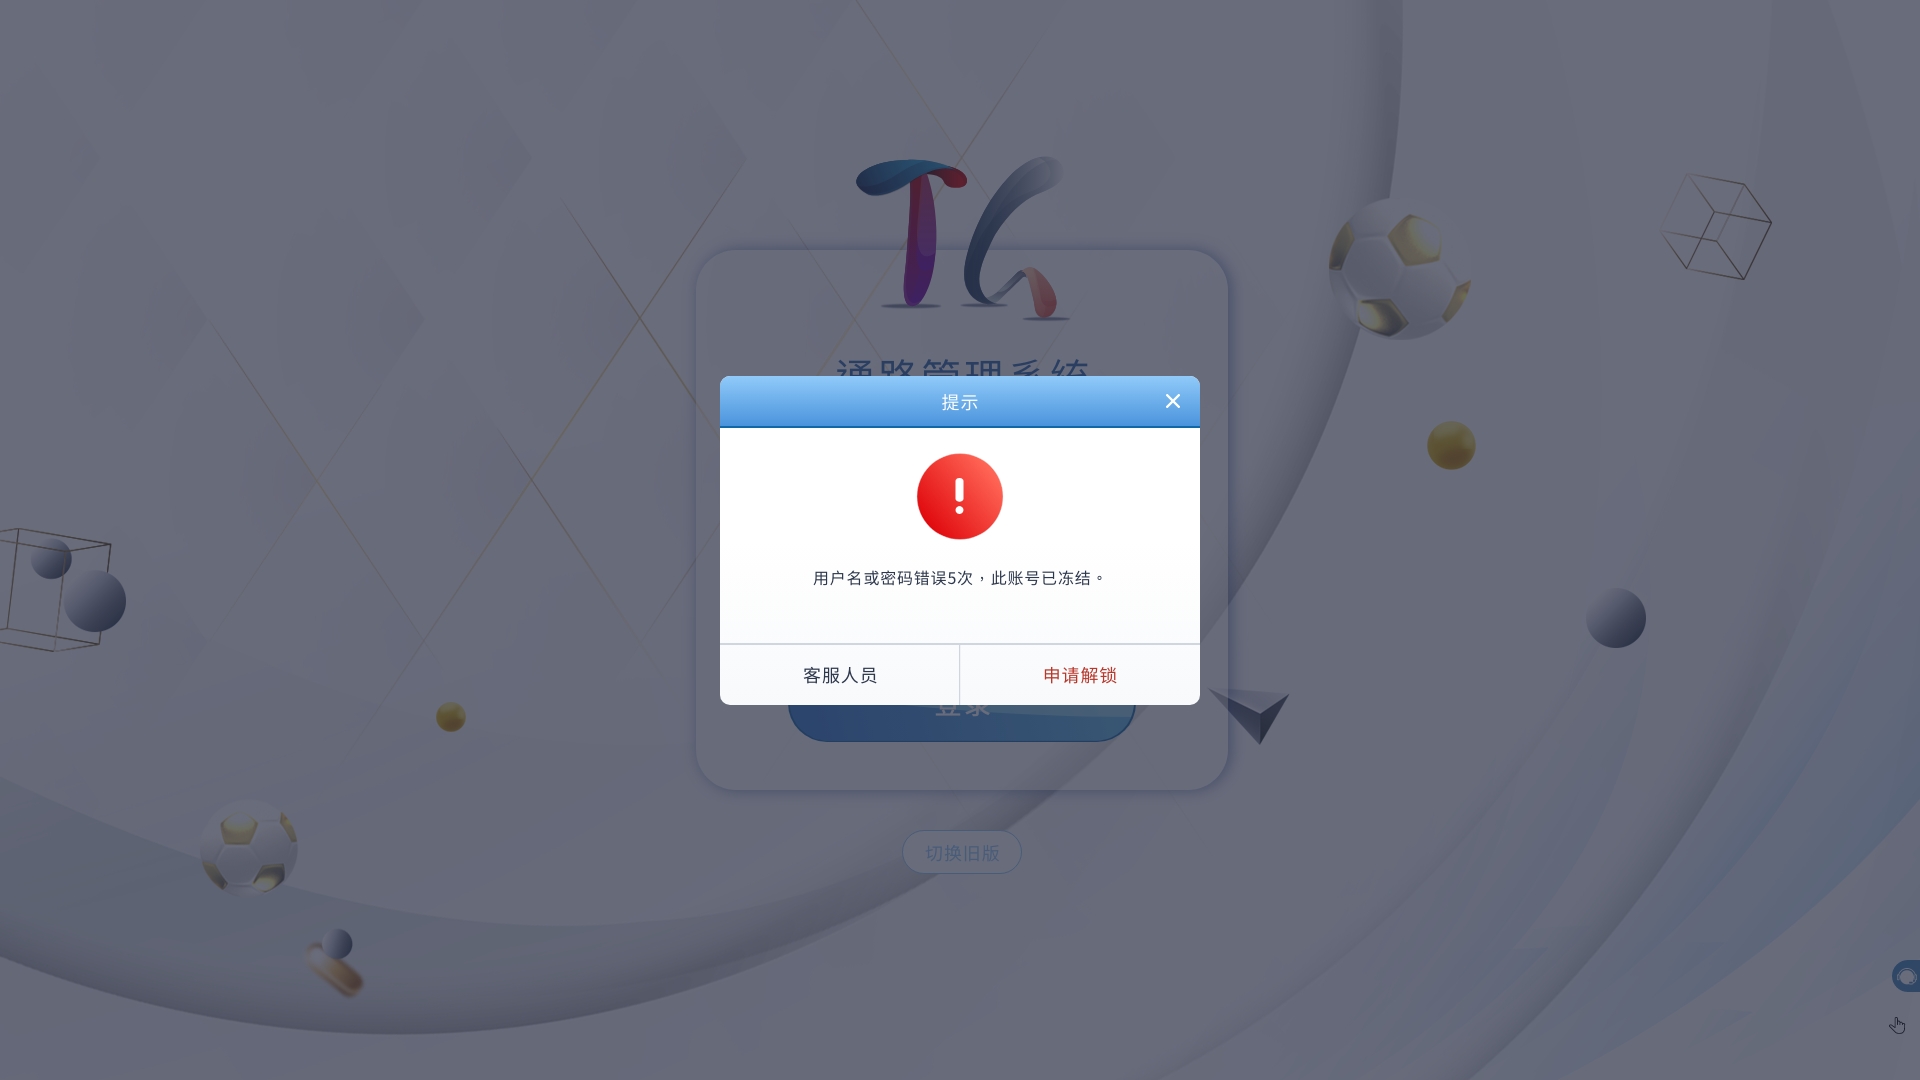 TG
通路管理系统
提示
用户名或密码错误5次，此账号已冻结。
客服人员
申请解锁
登录
切换旧版